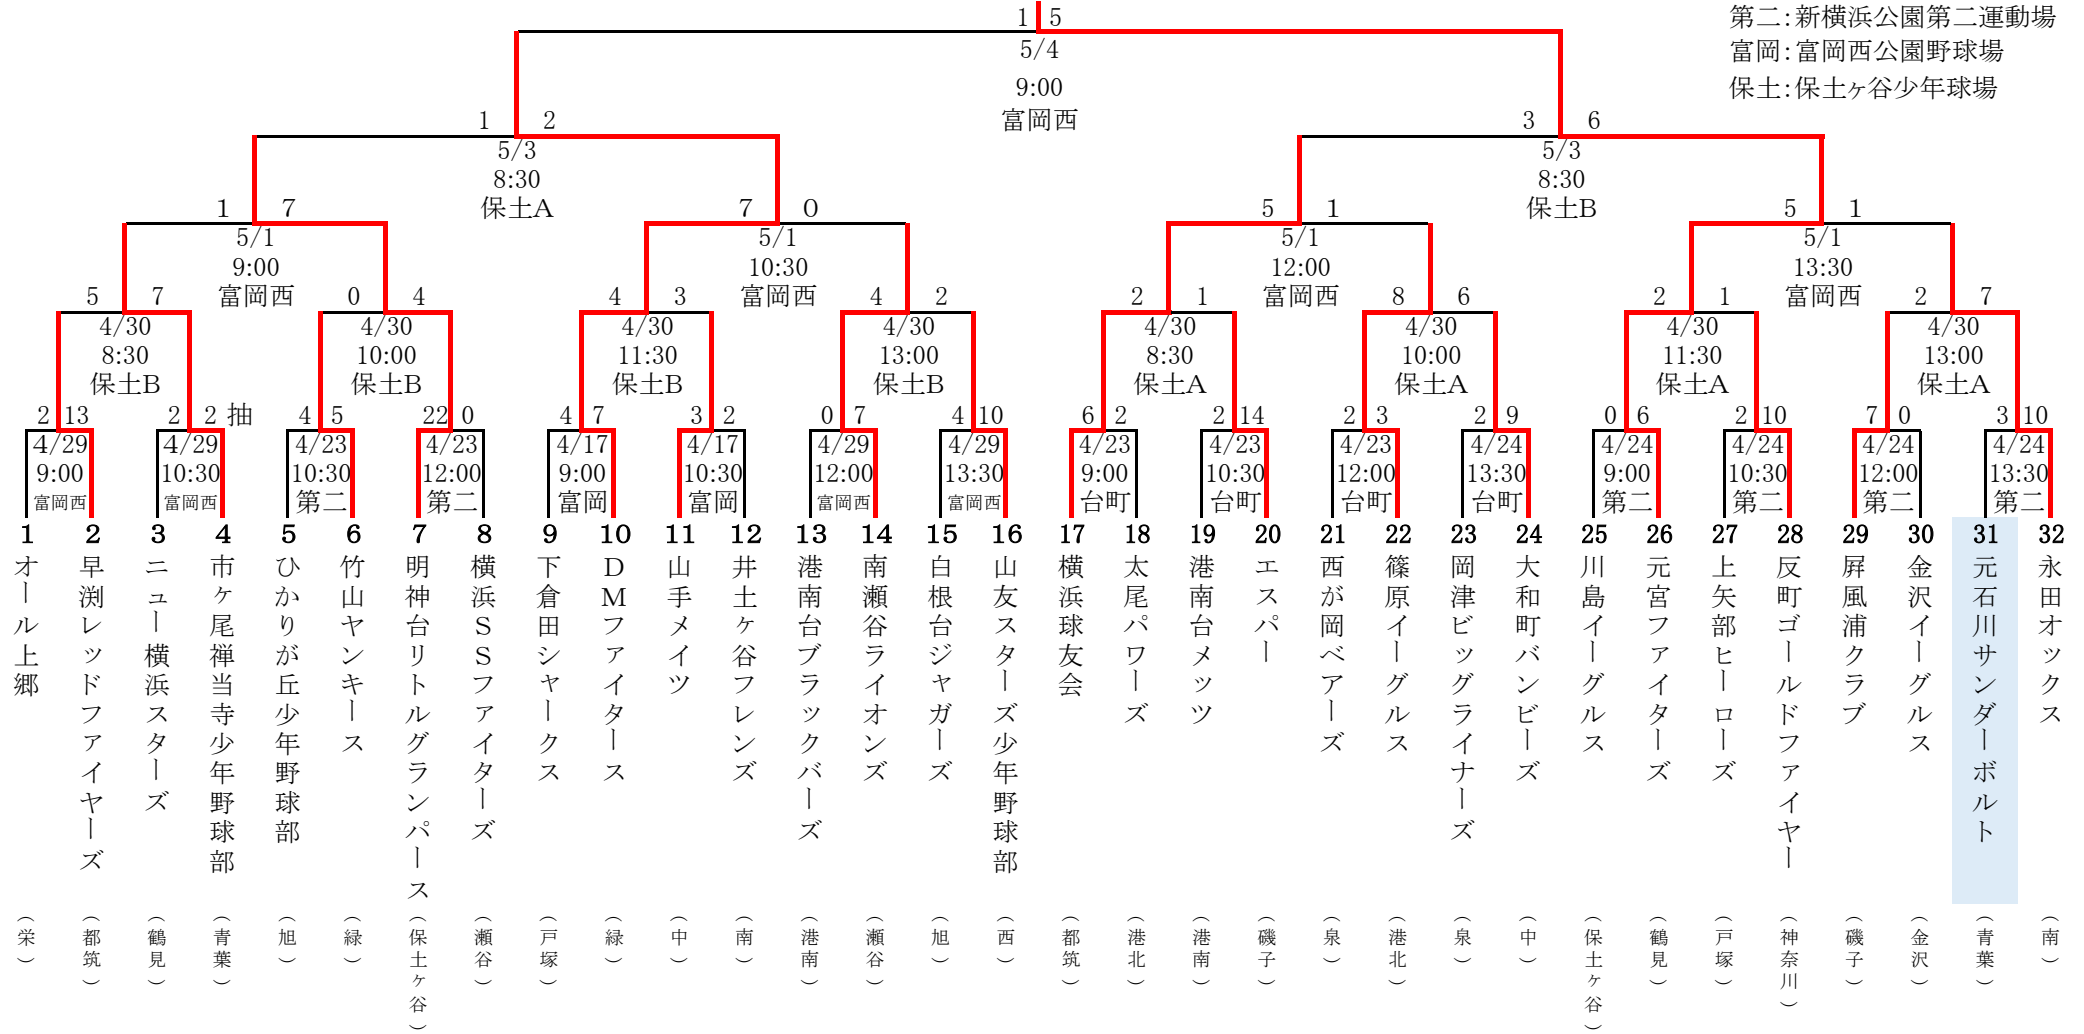 1 5
第二：新横浜公園第二運動場
5/4
富岡：富岡西公園野球場
9:00
保土：保土ヶ谷少年球場
富岡西
1 2 3 6
5/3 5/3
8:30 8:30
保土A 保土B
1 7 7 0 5 1 5 1
5/1 5/1 5/1 5/1
9:00 10:30 12:00 13:30
富岡西 富岡西 富岡西 富岡西
5 7 0 4 4 3 4 2 2 1 8 6 2 1 2 7
4/30 4/30 4/30 4/30 4/30 4/30 4/30 4/30
8:30 10:00 11:30 13:00 8:30 10:00 11:30 13:00
保土B 保土B 保土B 保土B 保土A 保土A 保土A 保土A
2 13 2 2 抽 4 5 22 0 4 7 3 2 0 7 4 10 6 2 2 14 2 3 2 9 0 6 2 10 7 0 3 10
4/29 4/29 4/23 4/23 4/17 4/17 4/29 4/29 4/23 4/23 4/23 4/24 4/24 4/24 4/24 4/24
9:00 10:30 10:30 12:00 9:00 10:30 12:00 13:30 9:00 10:30 12:00 13:30 9:00 10:30 12:00 13:30
富岡西 富岡西 第二 第二 富岡 富岡 富岡西 富岡西 台町 台町 台町 台町 第二 第二 第二 第二
1 2 3 4 5 6 7 8 9 10 11 12 13 14 15 16 17 18 19 20 21 22 23 24 25 26 27 28 29 30 31 32
オール上郷
早渕レッドファイヤーズ
ニュー横浜スターズ
市ヶ尾禅当寺少年野球部
ひかりが丘少年野球部
竹山ヤンキース
明神台リトルグランパース
横浜SSファイターズ
下倉田シャークス
DMファイタース
山手メイツ
井土ヶ谷フレンズ
港南台ブラックバーズ
南瀬谷ライオンズ
白根台ジャガーズ
山友スターズ少年野球部
横浜球友会
太尾パワーズ
港南台メッツ
エスパー
西が岡ベアーズ
篠原イーグルス
岡津ビッグライナーズ
大和町バンビーズ
川島イーグルス
元宮ファイターズ
上矢部ヒーローズ
反町ゴールドファイヤー
屏風浦クラブ
金沢イーグルス
元石川サンダーボルト
永田オックス
（栄）
（都筑）
（鶴見）
（青葉）
（旭）
（緑）
（保土ヶ谷）
（瀬谷）
（戸塚）
（緑）
（中）
（南）
（港南）
（瀬谷）
（旭）
（西）
（都筑）
（港北）
（港南）
（磯子）
（泉）
（港北）
（泉）
（中）
（保土ヶ谷）
（鶴見）
（戸塚）
（神奈川）
（磯子）
（金沢）
（青葉）
（南）